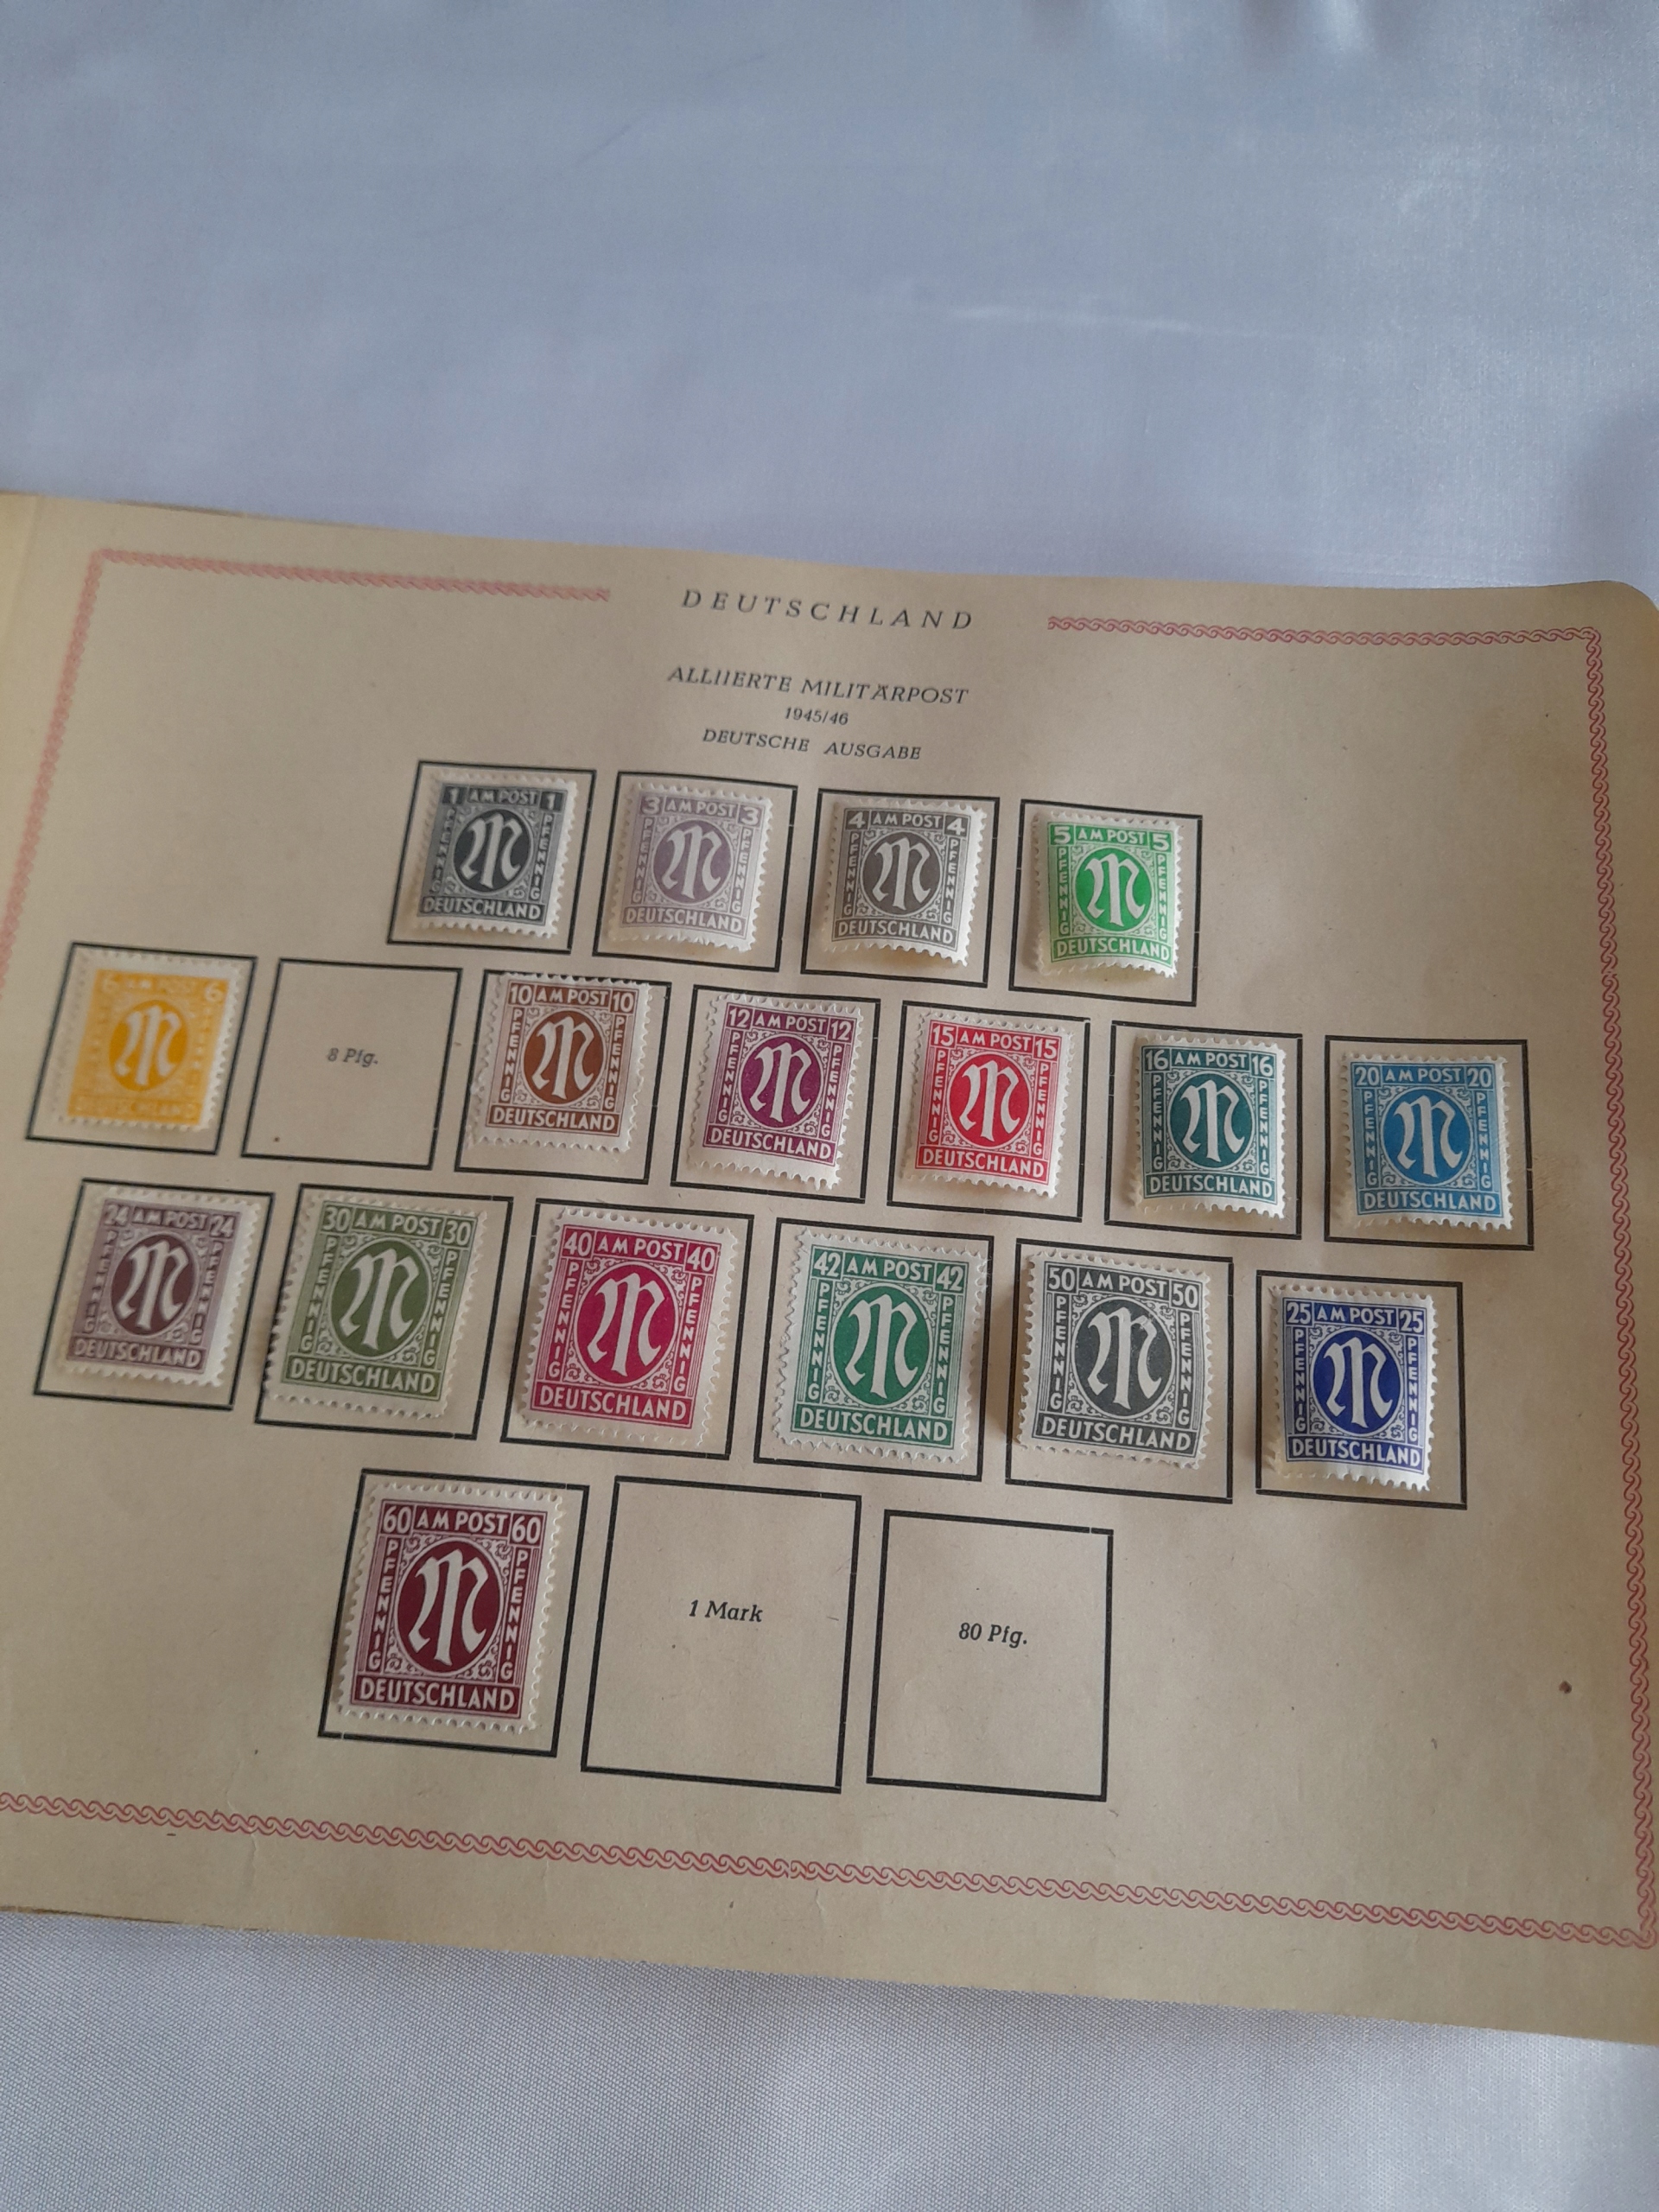 DEUTSCHLAND
ALLIIERTE MILITÄRPOST
1945/46
DEUTSCHE AUSGABE
1 AM POST 1
PFENNIG PFENNIG
DEUTSCHLAND
3 AM POST 3
PFENNIG PFENNIG
DEUTSCHLAND
4 AM POST 4
PFENNIG PFENNIG
DEUTSCHLAND
5 AM POST 5
PFENNIG PFENNIG
DEUTSCHLAND
6 AM POST 6
PFENNIG PFENNIG
DEUTSCHLAND
8 Pfg.
10 AM POST 10
PFENNIG PFENNIG
DEUTSCHLAND
12 AM POST 12
PFENNIG PFENNIG
DEUTSCHLAND
15 AM POST 15
PFENNIG PFENNIG
DEUTSCHLAND
16 AM POST 16
PFENNIG PFENNIG
DEUTSCHLAND
20 AM POST 20
PFENNIG PFENNIG
DEUTSCHLAND
24 AM POST 24
PFENNIG PFENNIG
DEUTSCHLAND
30 AM POST 30
PFENNIG PFENNIG
DEUTSCHLAND
40 AM POST 40
PFENNIG PFENNIG
DEUTSCHLAND
42 AM POST 42
PFENNIG PFENNIG
DEUTSCHLAND
50 AM POST 50
PFENNIG PFENNIG
DEUTSCHLAND
25 AM POST 25
PFENNIG PFENNIG
DEUTSCHLAND
60 AM POST 60
PFENNIG PFENNIG
DEUTSCHLAND
1 Mark
80 Pfg.